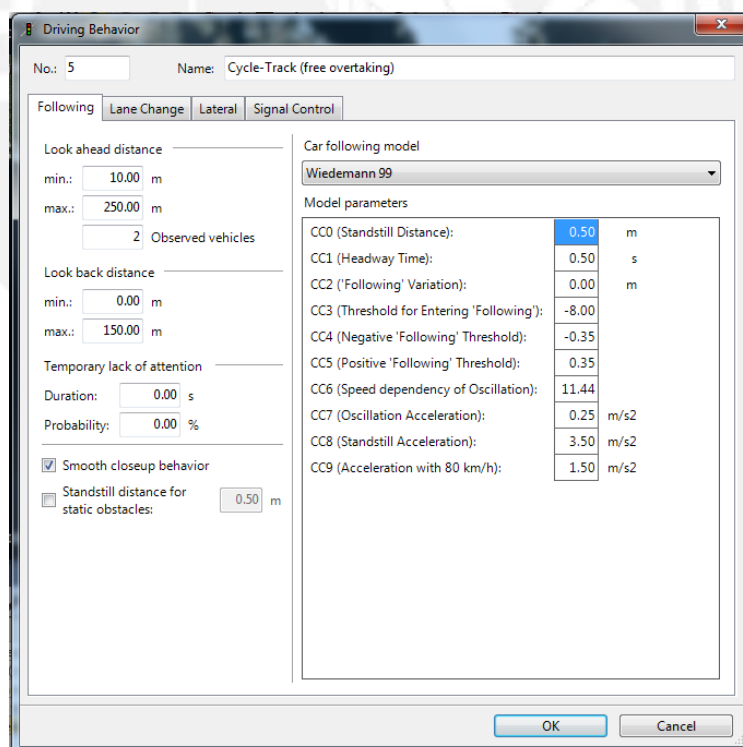 Driving Behavior
No.: 5 Name: Cycle-Track (free overtaking)
Following Lane Change Lateral Signal Control
Look ahead distance
min.: 10.00 m
max.: 250.00 m
2 Observed vehicles
Look back distance
min.: 0.00 m
max.: 150.00 m
Temporary lack of attention
Duration: 0.00 s
Probability: 0.00 %
Smooth closeup behavior
Standstill distance for
static obstacles: 0.50 m
Car following model
Wiedemann 99
Model parameters
CC0 (Standstill Distance): 0.50 m
CC1 (Headway Time): 0.50 s
CC2 ('Following' Variation): 0.00 m
CC3 (Threshold for Entering 'Following'): -8.00
CC4 (Negative 'Following' Threshold): -0.35
CC5 (Positive 'Following' Threshold): 0.35
CC6 (Speed dependency of Oscillation): 11.44
CC7 (Oscillation Acceleration): 0.25 m/s2
CC8 (Standstill Acceleration): 3.50 m/s2
CC9 (Acceleration with 80 km/h): 1.50 m/s2
OK Cancel